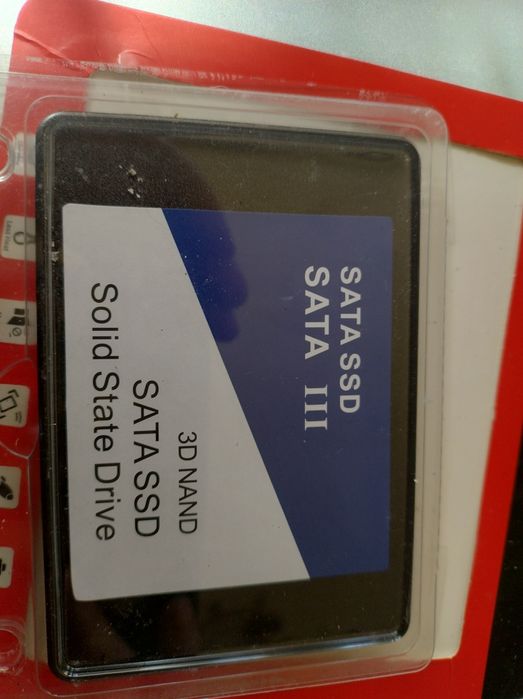 SATA SSD
SATA III
3D NAND
SATA SSD
Solid State Drive